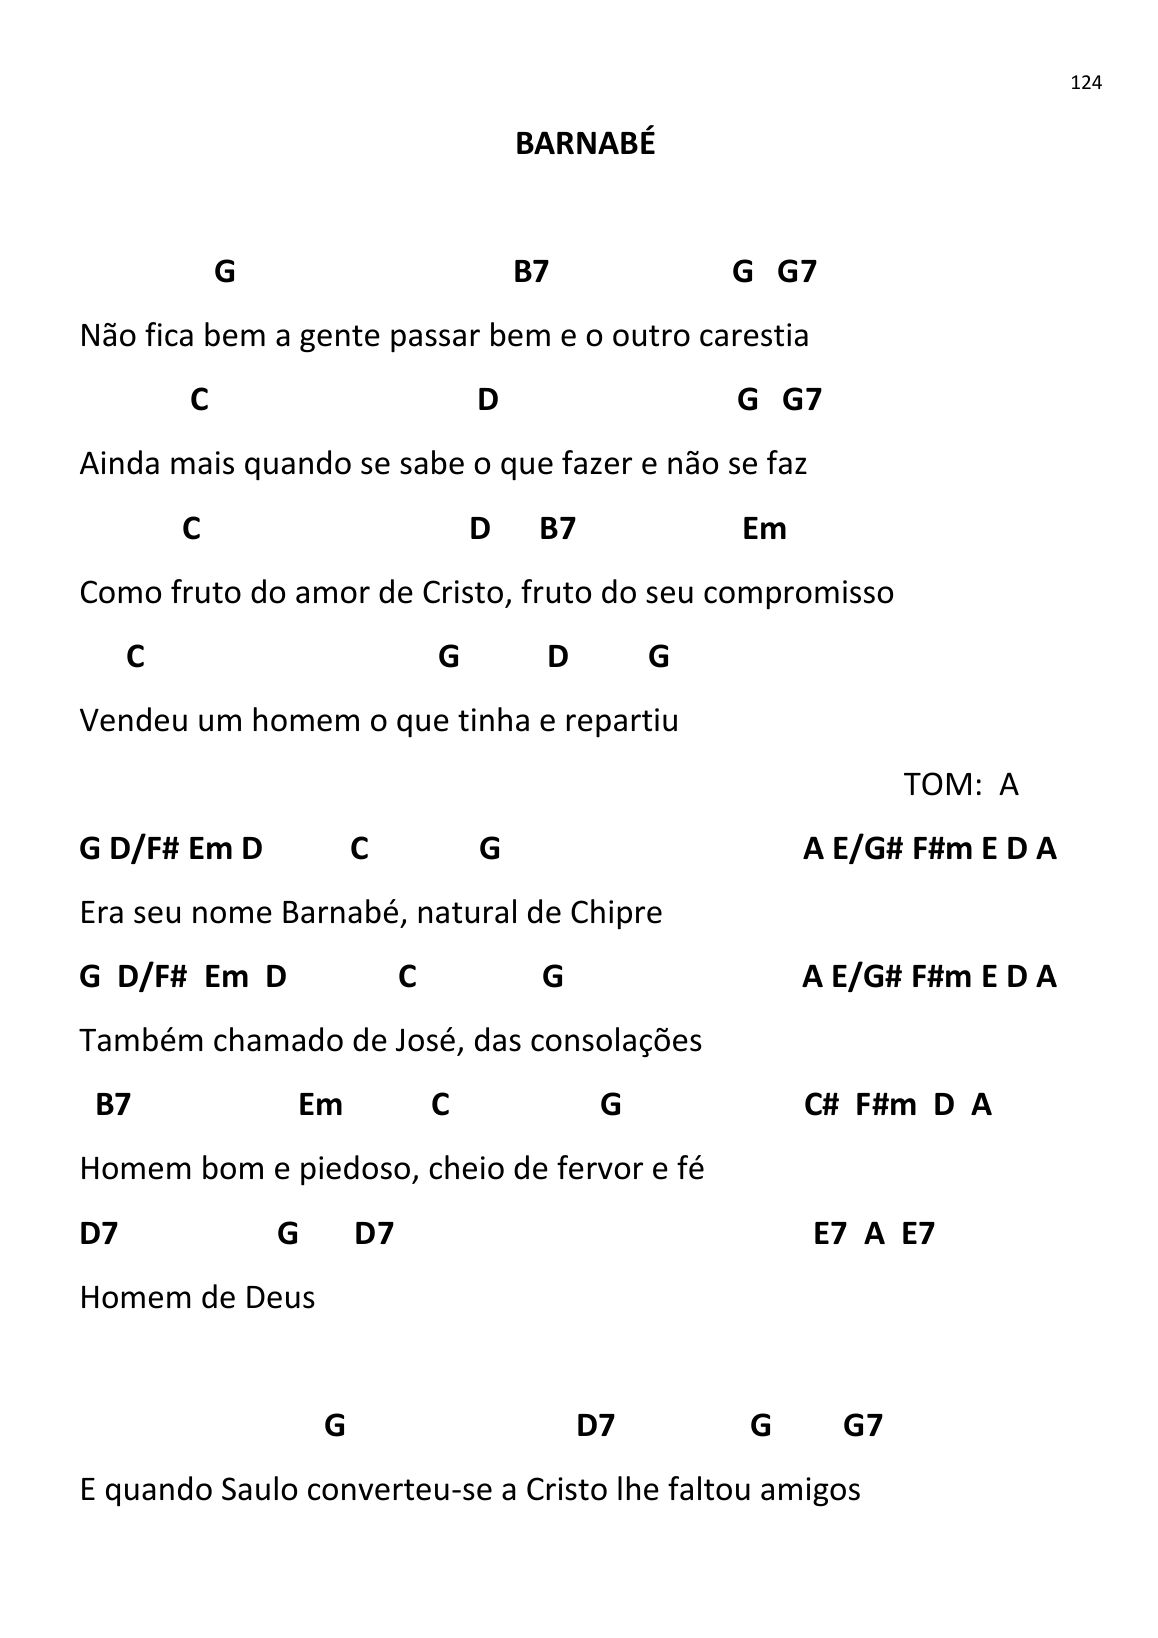 124
BARNABÉ
G B7 G G7
Não fica bem a gente passar bem e o outro carestia
C D G G7
Ainda mais quando se sabe o que fazer e não se faz
C D B7 Em
Como fruto do amor de Cristo, fruto do seu compromisso
C G D G
Vendeu um homem o que tinha e repartiu
TOM: A
G D/F# Em D C G A E/G# F#m E D A
Era seu nome Barnabé, natural de Chipre
G D/F# Em D C G A E/G# F#m E D A
Também chamado de José, das consolações
B7 Em C G C# F#m D A
Homem bom e piedoso, cheio de fervor e fé
D7 G D7 E7 A E7
Homem de Deus
G D7 G G7
E quando Saulo converteu-se a Cristo lhe faltou amigos